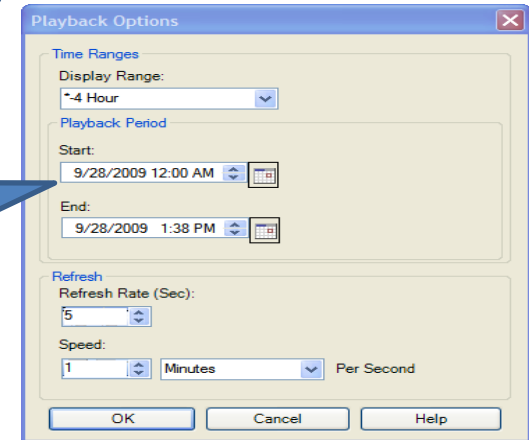 Playback Options
Time Ranges
Display Range:
*-4 Hour
Playback Period
Start:
9/28/2009 12:00 AM
End:
9/28/2009 1:38 PM
Refresh
Refresh Rate (Sec):
5
Speed:
1 Minutes Per Second
OK Cancel Help